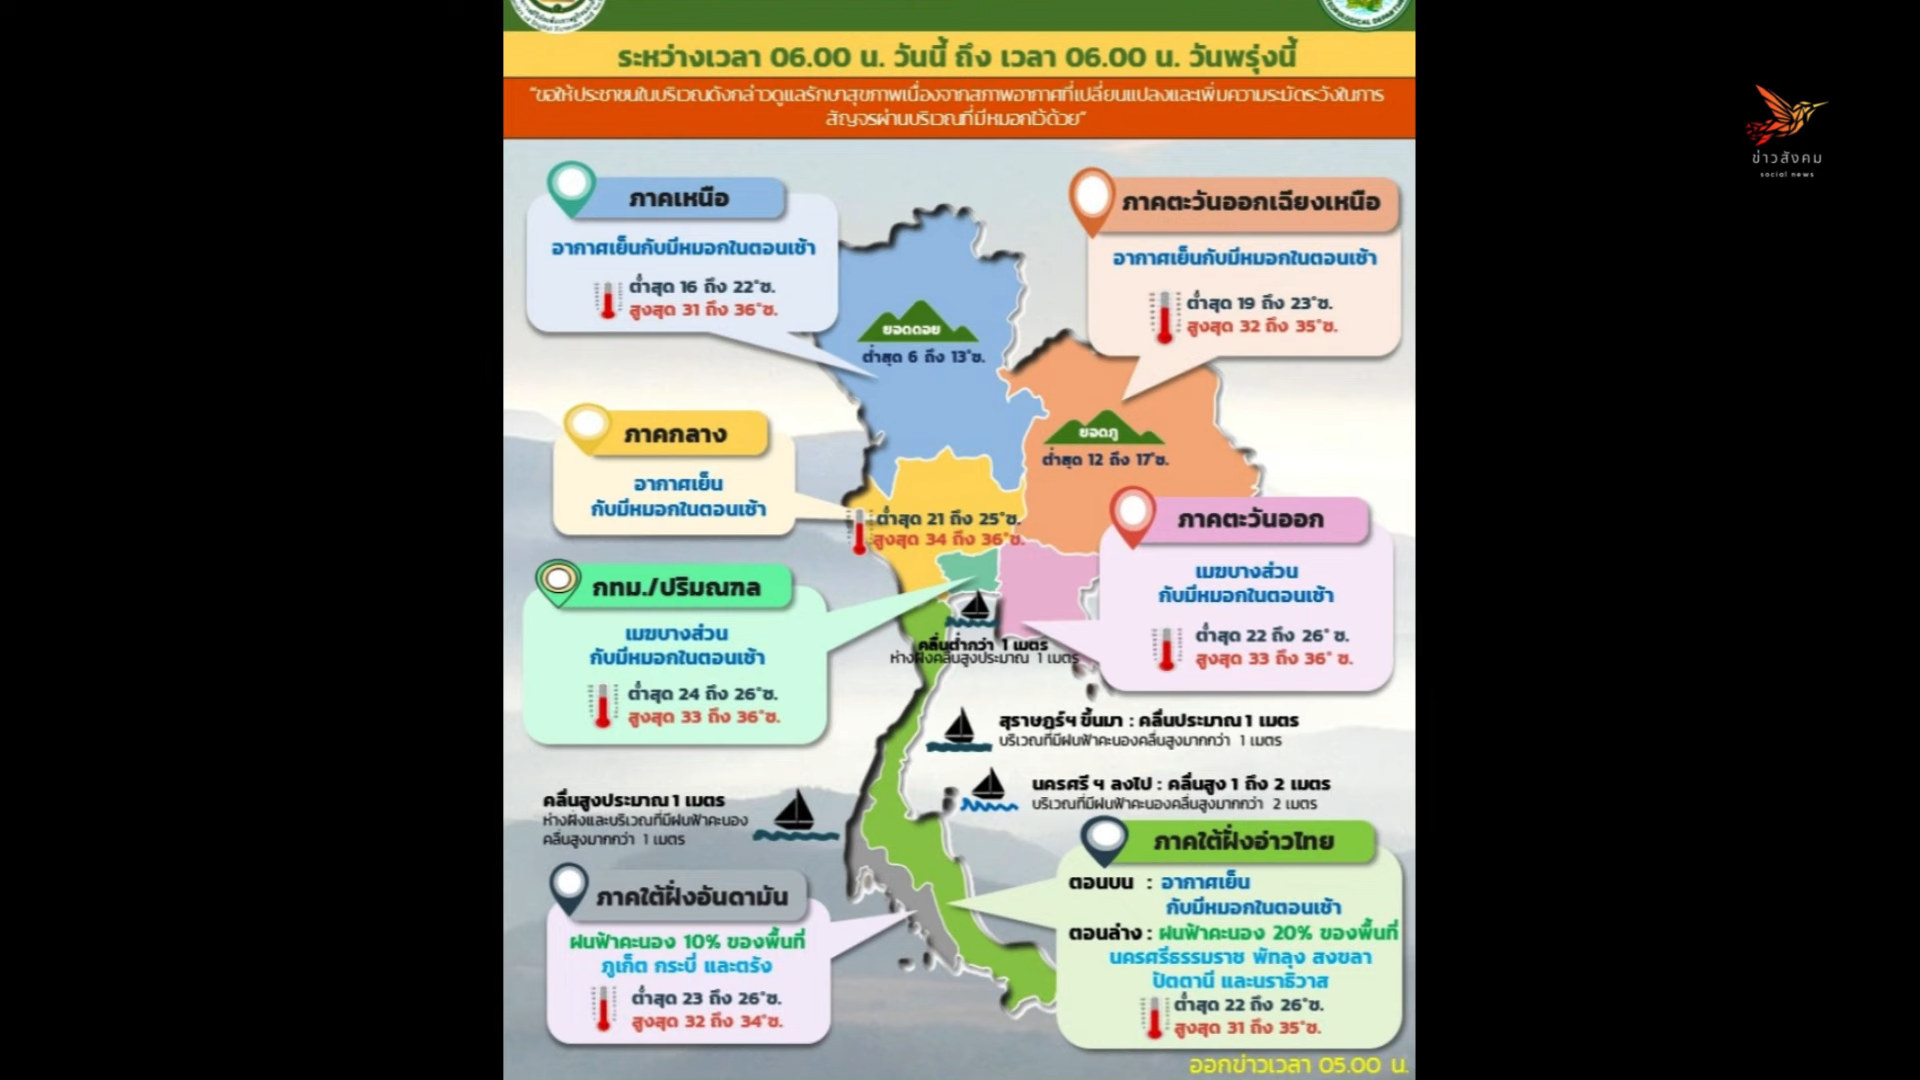 ระหว่างเวลา 06.00 น. วันนี้ ถึง เวลา 06.00 น. วันพรุ่งนี้
"ขอให้ประชาชนในบริเวณดังกล่าวดูแลรักษาสุขภาพเนื่องจากสภาพอากาศที่เปลี่ยนแปลงและเพิ่มความระมัดระวังในการ
สัญจรผ่านบริเวณที่มีหมอกไว้ด้วย"
ข่าวสังคม
social news
ภาคเหนือ
อากาศเย็นกับมีหมอกในตอนเช้า
ต่ำสุด 16 ถึง 22°ซ.
สูงสุด 31 ถึง 36°ซ.
ยอดดอย
ต่ำสุด 6 ถึง 13°ซ.
ภาคตะวันออกเฉียงเหนือ
อากาศเย็นกับมีหมอกในตอนเช้า
ต่ำสุด 19 ถึง 23°ซ.
สูงสุด 32 ถึง 35°ซ.
ยอดภู
ต่ำสุด 12 ถึง 17°ซ.
ภาคกลาง
อากาศเย็น
กับมีหมอกในตอนเช้า
ต่ำสุด 21 ถึง 25°ซ.
สูงสุด 34 ถึง 36°ซ.
ภาคตะวันออก
เมฆบางส่วน
กับมีหมอกในตอนเช้า
ต่ำสุด 22 ถึง 26°ซ.
สูงสุด 33 ถึง 36°ซ.
กทม./ปริมณฑล
เมฆบางส่วน
กับมีหมอกในตอนเช้า
ต่ำสุด 24 ถึง 26°ซ.
สูงสุด 33 ถึง 36°ซ.
คลื่นต่ำกว่า 1 เมตร
ห่างฝั่งคลื่นสูงประมาณ 1 เมตร
สุราษฎร์ฯ ขึ้นมา : คลื่นประมาณ 1 เมตร
บริเวณที่มีฝนฟ้าคะนองคลื่นสูงมากกว่า 1 เมตร
นครศรี ฯ ลงไป : คลื่นสูง 1 ถึง 2 เมตร
บริเวณที่มีฝนฟ้าคะนองคลื่นสูงมากกว่า 2 เมตร
คลื่นสูงประมาณ 1 เมตร
ห่างฝั่งและบริเวณที่มีฝนฟ้าคะนอง
คลื่นสูงมากกว่า 1 เมตร
ภาคใต้ฝั่งอันดามัน
ฝนฟ้าคะนอง 10% ของพื้นที่
ภูเก็ต กระบี่ และตรัง
ต่ำสุด 23 ถึง 26°ซ.
สูงสุด 32 ถึง 34°ซ.
ภาคใต้ฝั่งอ่าวไทย
ตอนบน : อากาศเย็น
กับมีหมอกในตอนเช้า
ตอนล่าง : ฝนฟ้าคะนอง 20% ของพื้นที่
นครศรีธรรมราช พัทลุง สงขลา
ปัตตานี และนราธิวาส
ต่ำสุด 22 ถึง 26°ซ.
สูงสุด 31 ถึง 35°ซ.
ออกข่าวเวลา 05.00 น.